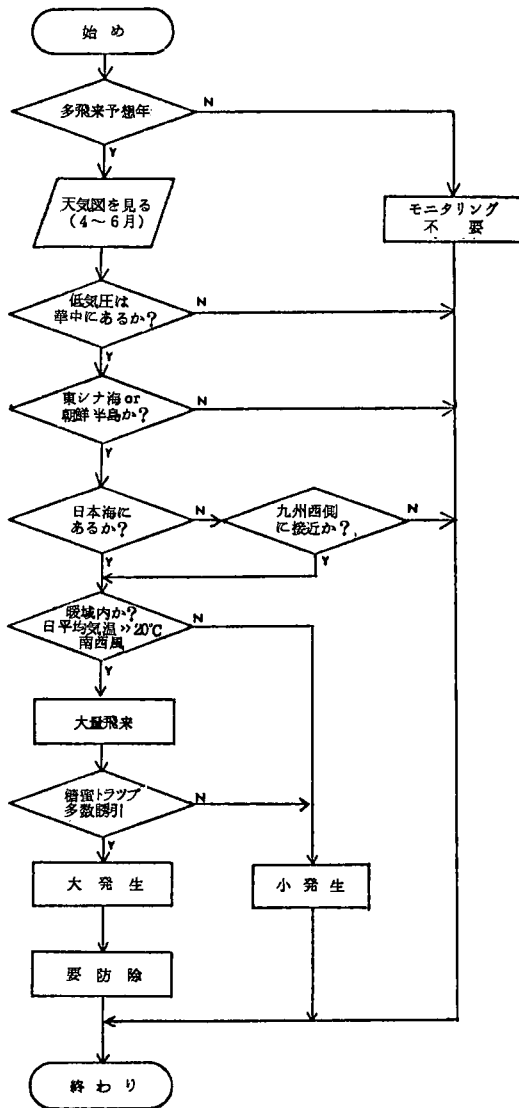 始め
多飛来予想年
N
Y
天気図を見る
(4～6月)
モニタリング
不要
低気圧は
華中にあるか?
N
Y
東シナ海or
朝鮮半島か?
N
Y
日本海に
あるか?
N
九州西側
に接近か?
N
Y
Y
暖域内か?
日平均気温≫20℃
南西風
N
Y
大量飛来
糖蜜トラップ
多数誘引
N
Y
大発生
小発生
要防除
終わり